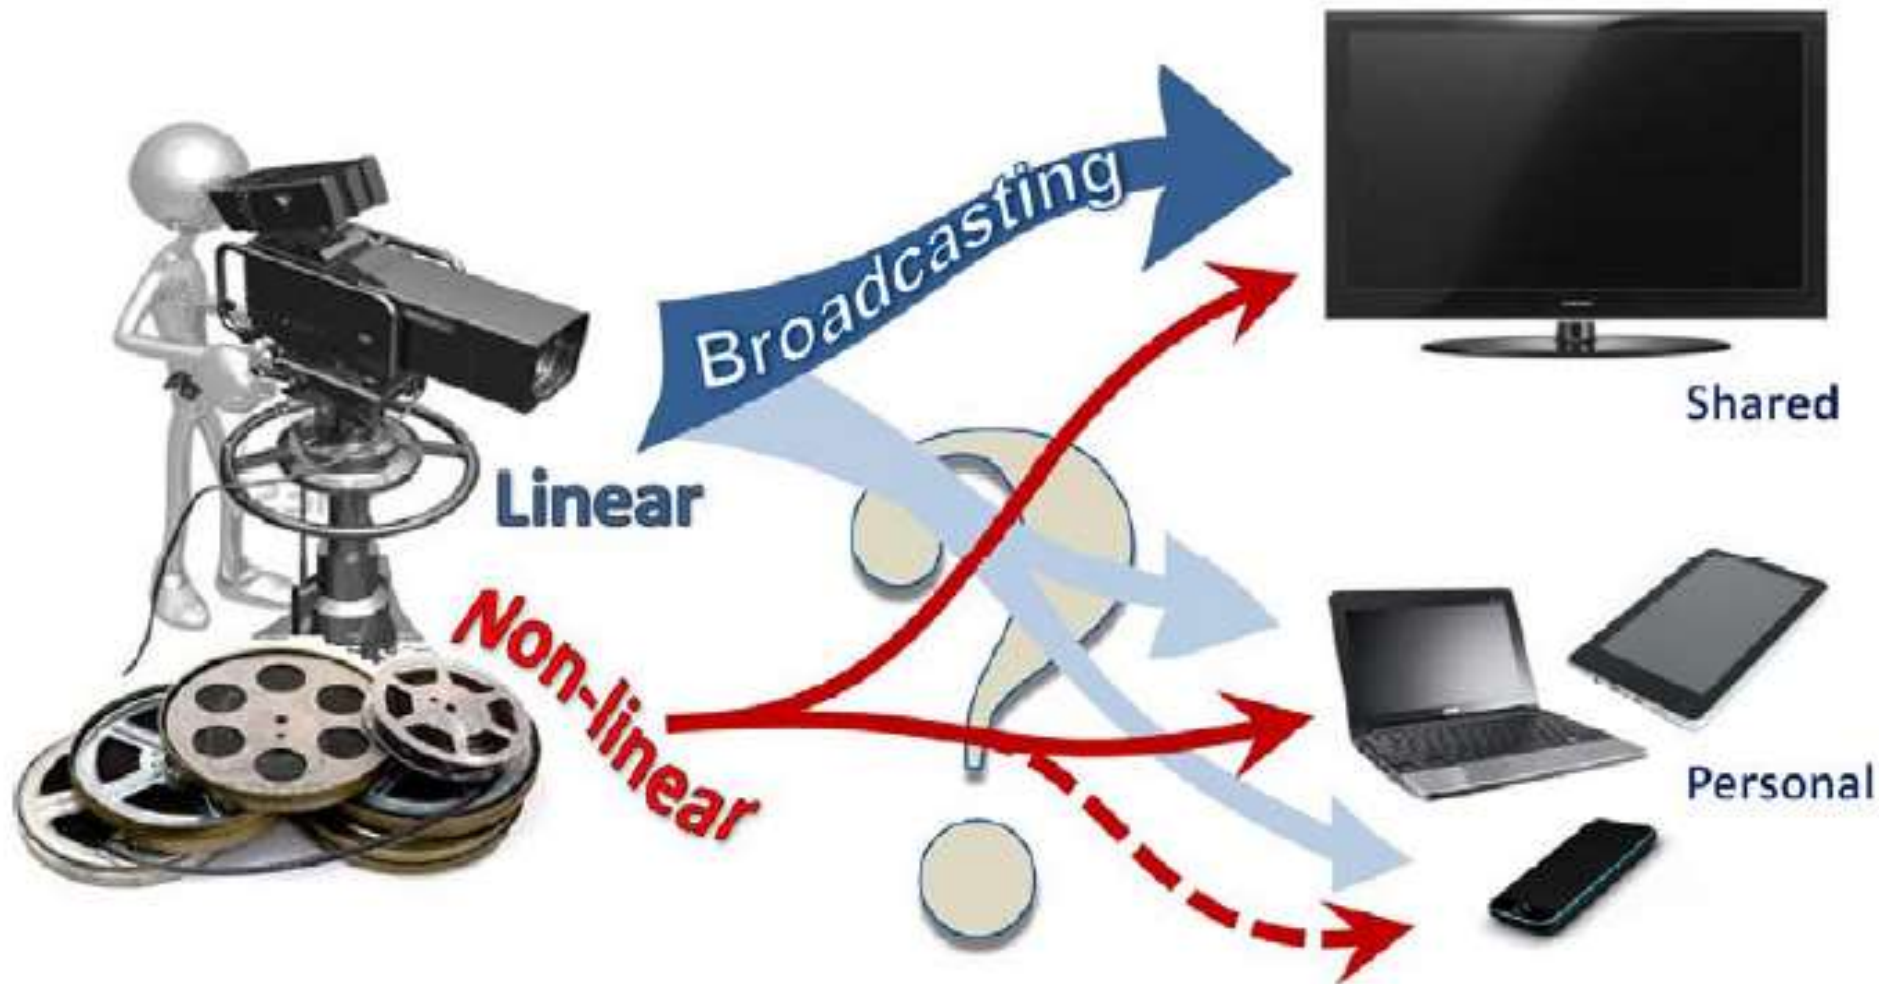 Broadcasting
Shared
Linear
Non-linear
Personal